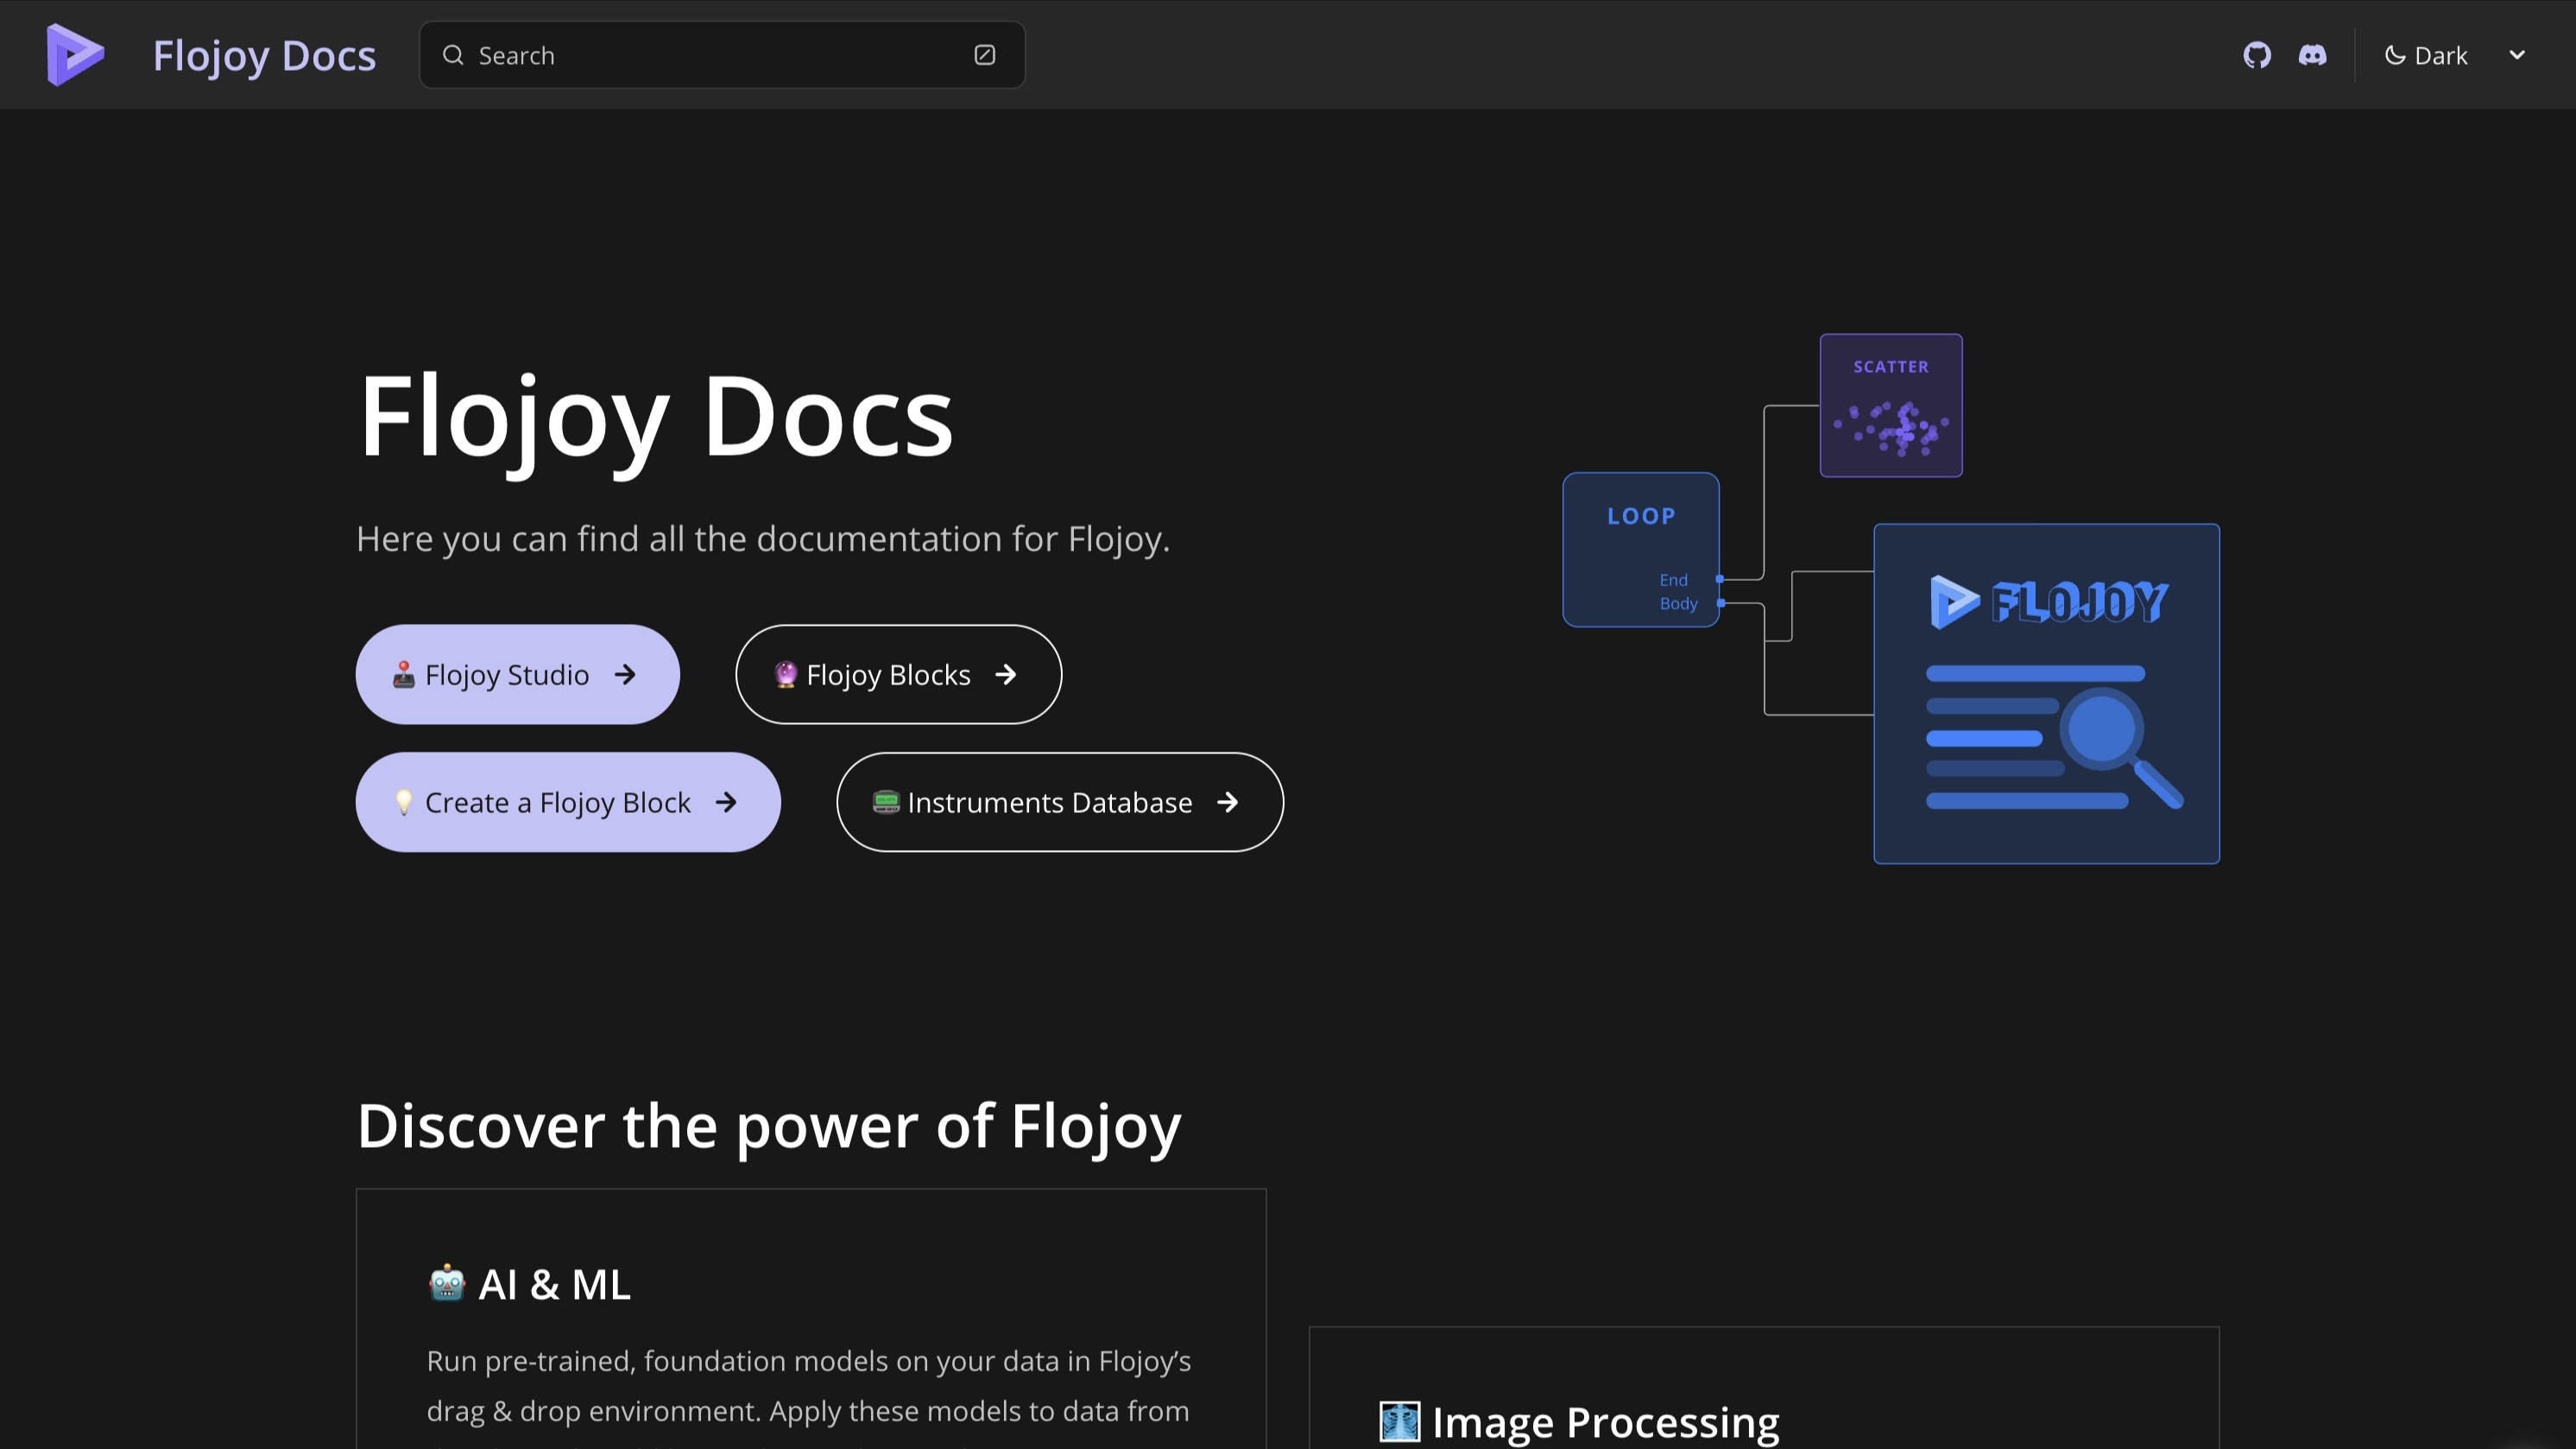 Flojoy Docs
Search
Dark
Flojoy Docs
Here you can find all the documentation for Flojoy.
Flojoy Studio
Flojoy Blocks
Create a Flojoy Block
Instruments Database
SCATTER
LOOP
End
Body
FLOJOY
Discover the power of Flojoy
AI & ML
Run pre-trained, foundation models on your data in Flojoy’s
drag & drop environment. Apply these models to data from
Image Processing